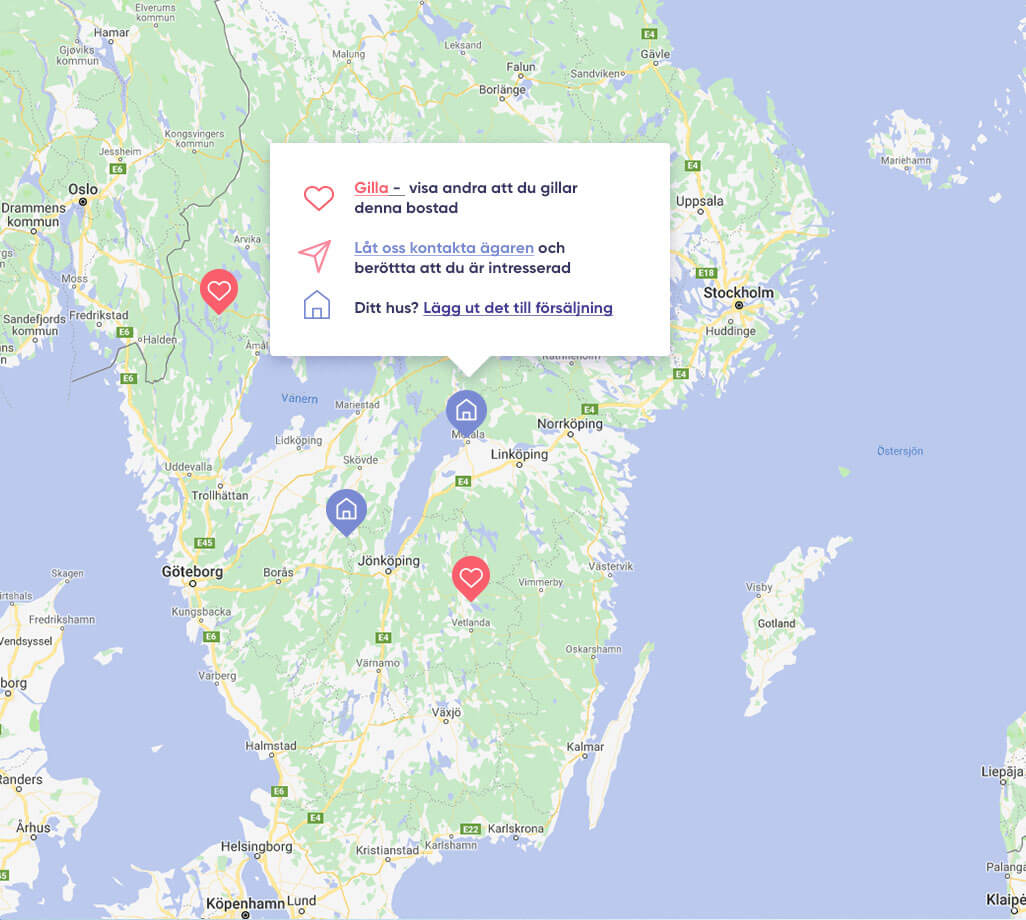 Elverums
kommun
Hamar
Gjøviks
kommun
Malung
Leksand
E4
Gävle
Falun
Sandviken
Borlänge
Kongsvingers
kommun
Jessheim
E6
Mariehamn
E4
Oslo
Uppsala
Drammens
kommun
Gilla - visa andra att du gillar
denna bostad
Arvika
Låt oss kontakta ägaren och
beröttta att du är intresserad
Moss
E18
Stockholm
Ditt hus? Lägg ut det till försäljning
Sandefjords
kommun
Fredrikstad
Huddinge
E6
Halden
Åmål
Katrineholm
E6
E4
Vänern
Mariestad
E4
Norrköping
Motala
Lidköping
Linköping
Östersjön
Skövde
Uddevalla
E4
Trollhättan
E45
Jönköping
Göteborg
Borås
Västervik
Skagen
Vimmerby
Visby
Kungsbacka
Fredrikshamn
Vetlanda
Gotland
E6
E4
Vendsyssel
Oskarshamn
Värnamo
Varberg
Växjö
Halmstad
Kalmar
Liepāja
Randers
E6
E4
E22
Karlskrona
Århus
Karlshamn
Helsingborg
Kristianstad
Palanga
Köpenhamn
Lund